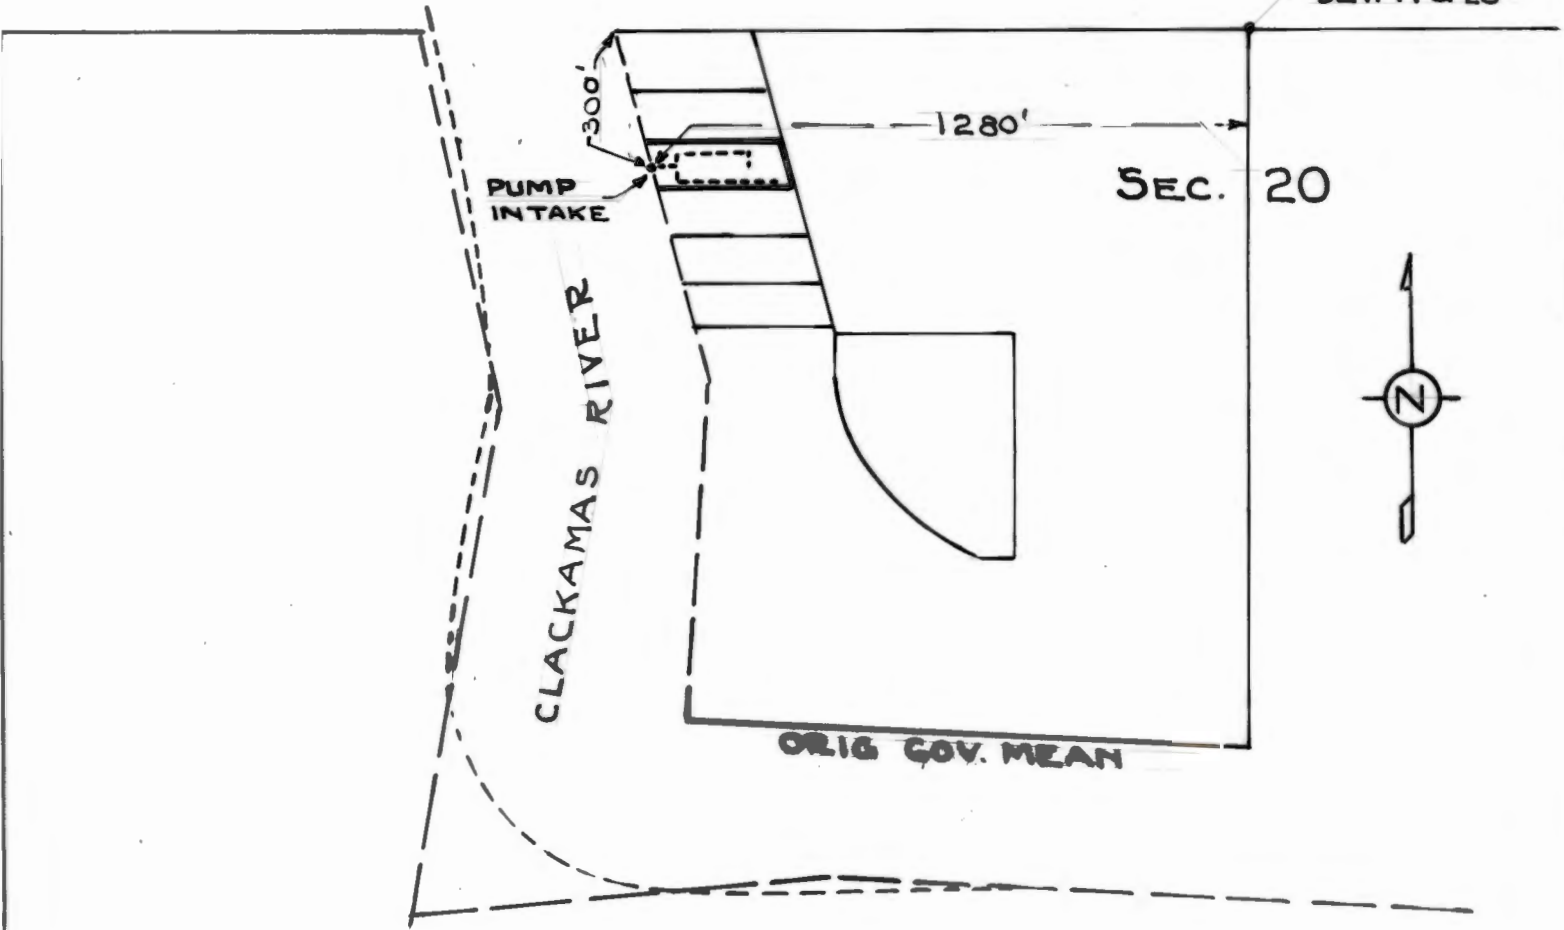 300'
1280'
SEC. 20
PUMP
INTAKE
N
CLACKAMAS RIVER
ORIG GOV. MEAN